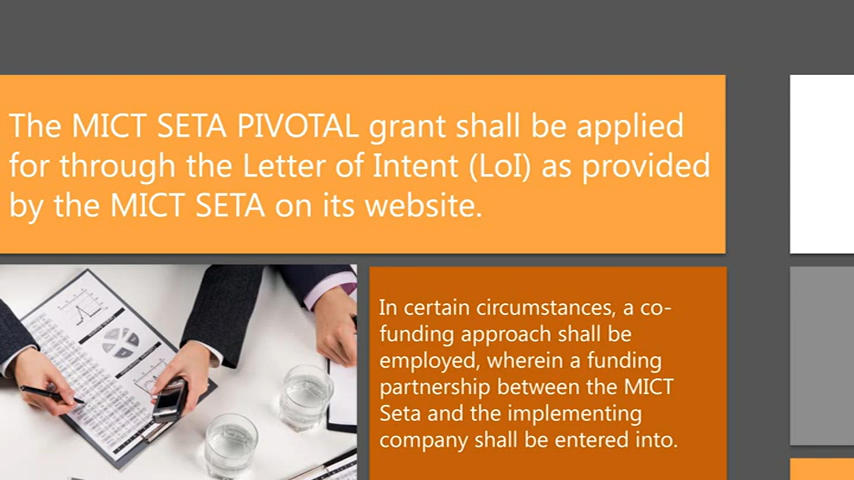 The MICT SETA PIVOTAL grant shall be applied
for through the Letter of Intent (LoI) as provided
by the MICT SETA on its website.
In certain circumstances, a co-
funding approach shall be
employed, wherein a funding
partnership between the MICT
Seta and the implementing
company shall be entered into.